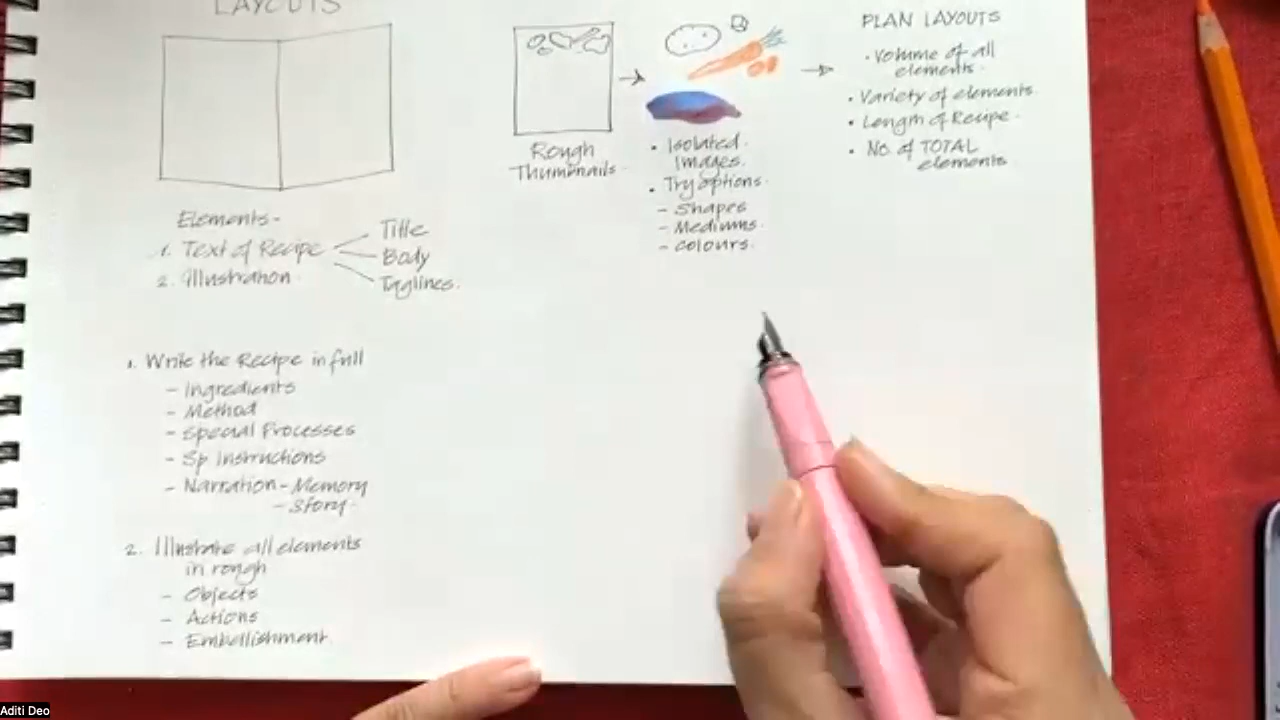 LAYOUTS
Elements -
1. Text of Recipe
Title
Body
Taglines.
2. Illustration
1. Write the Recipe in full
- Ingredients
- Method
- Special Processes
- Sp Instructions
- Narration - Memory
- Story.
2. Illustrate all elements
in rough
- Objects
- Actions
- Embellishment.
Rough
Thumbnails.
• Isolated.
Images.
• Try options.
- Shapes
- Mediums.
- Colours.
PLAN LAYOUTS
• Volume of all
elements.
• Variety of elements.
• Length of Recipe.
• No. of TOTAL
elements
Aditi Deo